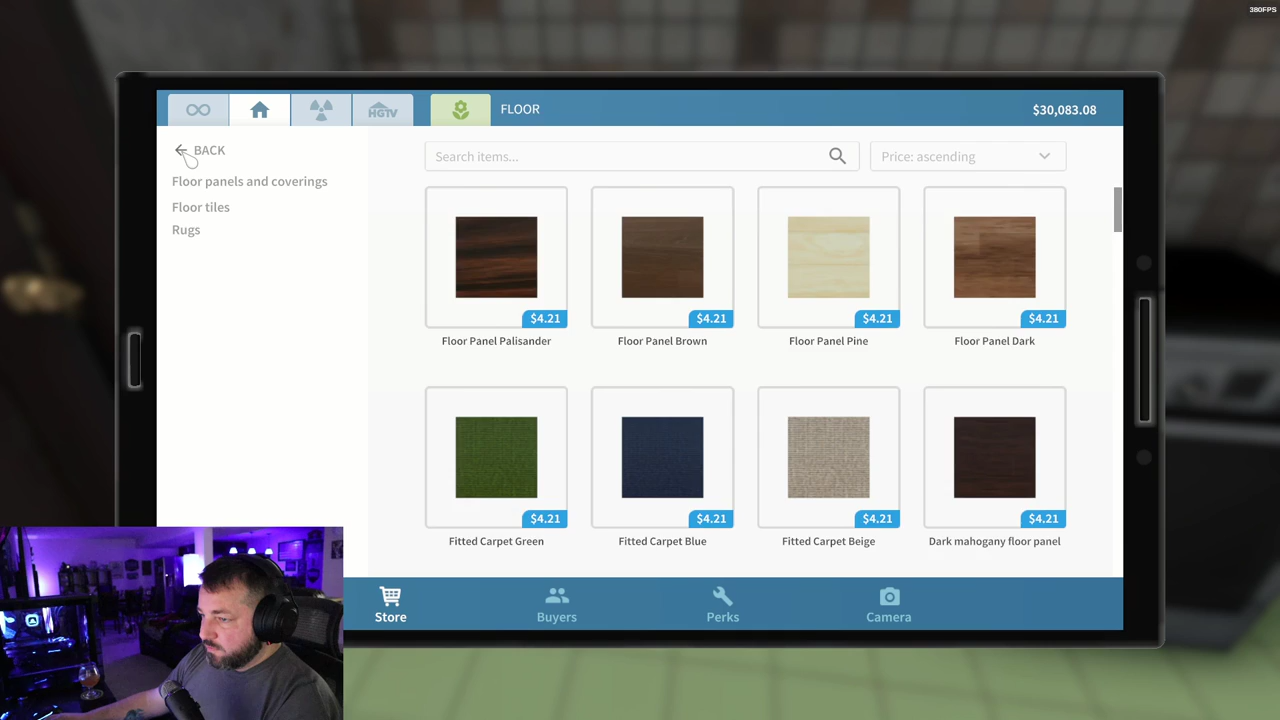 380FPS
HGTV
FLOOR
$30,083.08
BACK
Search items...
Price: ascending
Floor panels and coverings
Floor tiles
Rugs
$4.21
$4.21
$4.21
$4.21
Floor Panel Palisander
Floor Panel Brown
Floor Panel Pine
Floor Panel Dark
$4.21
$4.21
$4.21
$4.21
Fitted Carpet Green
Fitted Carpet Blue
Fitted Carpet Beige
Dark mahogany floor panel
Store
Buyers
Perks
Camera